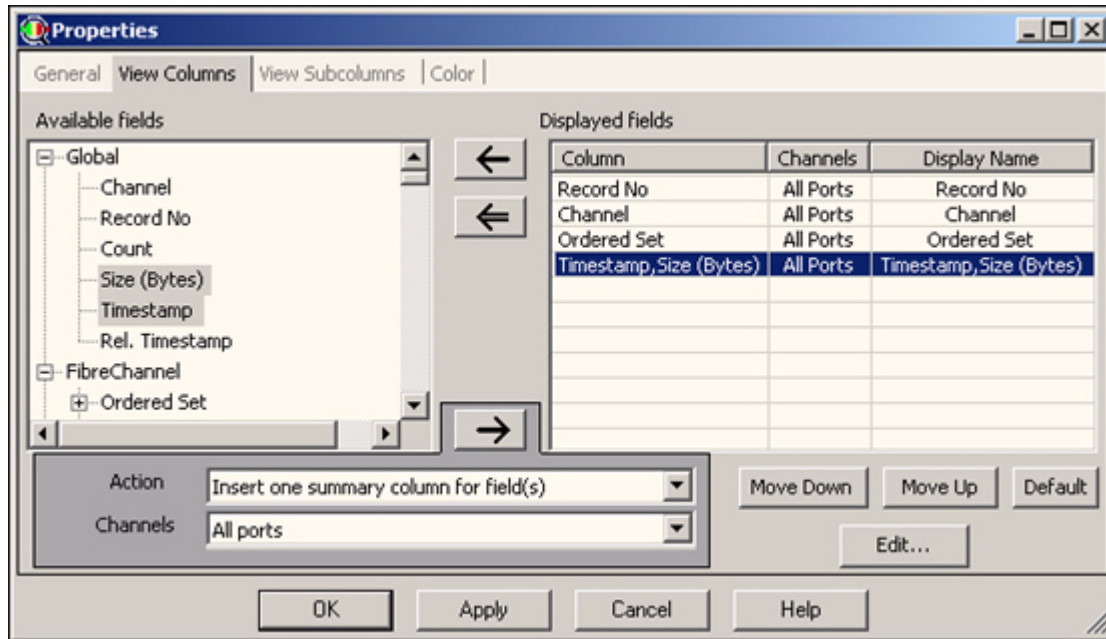 Properties
General View Columns View Subcolumns Color
Available fields
Global
Channel
Record No
Count
Size (Bytes)
Timestamp
Rel. Timestamp
FibreChannel
Ordered Set
Displayed fields
Column Channels Display Name
Record No All Ports Record No
Channel All Ports Channel
Ordered Set All Ports Ordered Set
Timestamp,Size (Bytes) All Ports Timestamp,Size (Bytes)
Action Insert one summary column for field(s)
Channels All ports
Move Down Move Up Default
Edit...
OK Apply Cancel Help